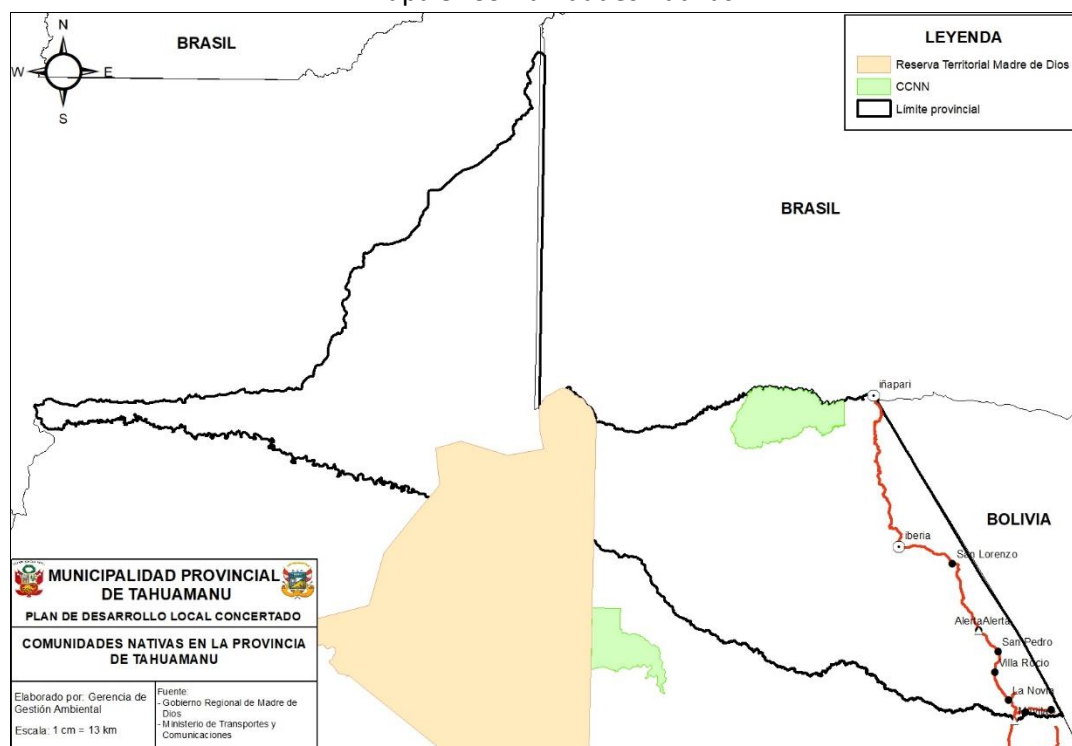 N
W E
S
BRASIL
LEYENDA
Reserva Territorial Madre de Dios
CCNN
Límite provincial
BRASIL
iñapari
BOLIVIA
iberia
San Lorenzo
AlertaAlerta
San Pedro
Villa Rocio
La Novia
MUNICIPALIDAD PROVINCIAL
DE TAHUAMANU
PLAN DE DESARROLLO LOCAL CONCERTADO
COMUNIDADES NATIVAS EN LA PROVINCIA
DE TAHUAMANU
Elaborado por: Gerencia de
Gestión Ambiental
Escala: 1 cm = 13 km
Fuente:
- Gobierno Regional de Madre de
Dios
- Ministerio de Transportes y
Comunicaciones